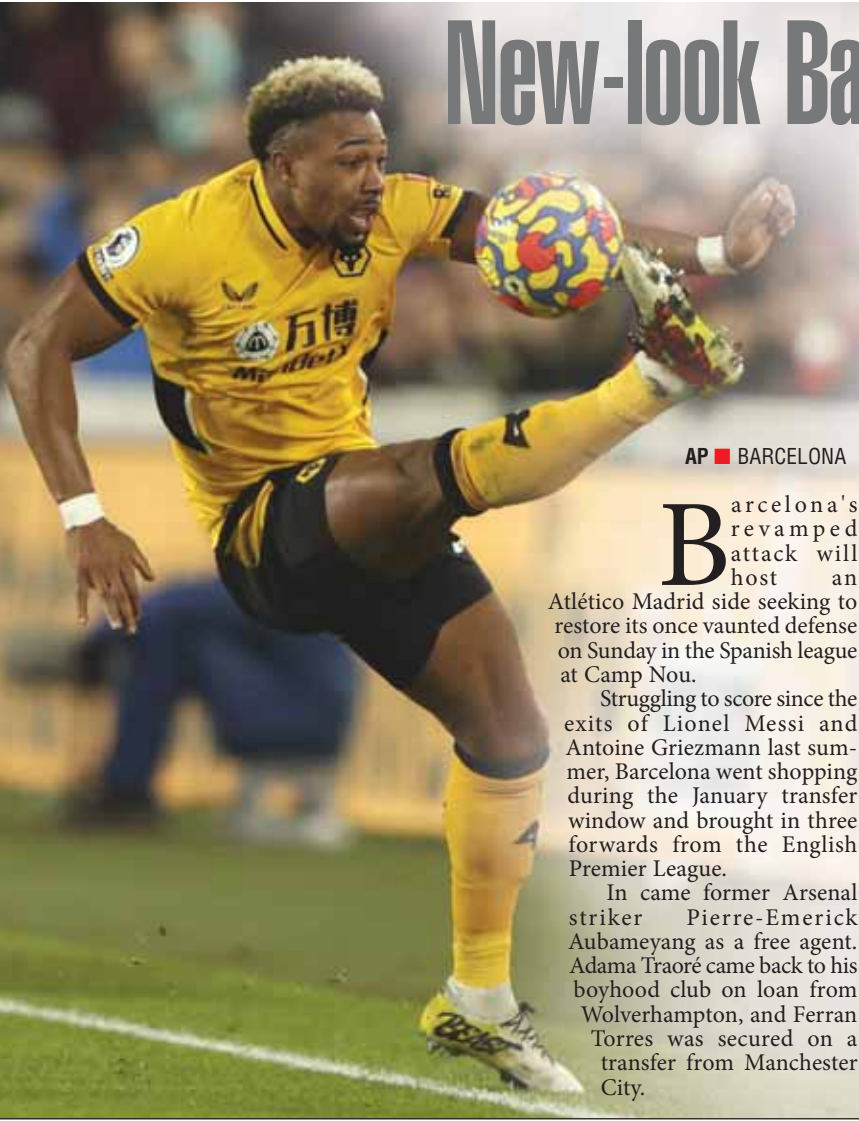 New-look Ba
万博
AP ■ BARCELONA
Barcelona's
revamped
attack will
host an
Atlético Madrid side seeking to
restore its once vaunted defense
on Sunday in the Spanish league
at Camp Nou.
Struggling to score since the
exits of Lionel Messi and
Antoine Griezmann last sum-
mer, Barcelona went shopping
during the January transfer
window and brought in three
forwards from the English
Premier League.
In came former Arsenal
striker Pierre-Emerick
Aubameyang as a free agent.
Adama Traoré came back to his
boyhood club on loan from
Wolverhampton, and Ferran
Torres was secured on a
transfer from Manchester
City.
BEAST